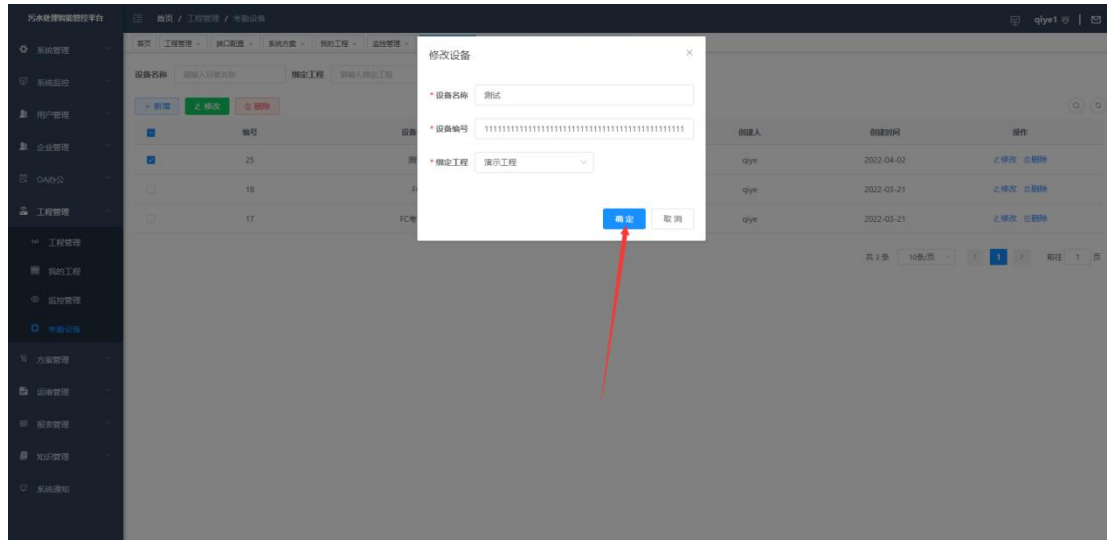 污水处理智能管控平台
首页 / 工程管理 / 考勤设备
qiye1
系统管理
系统监控
用户管理
企业管理
OA办公
工程管理
工程管理
我的工程
监控管理
考勤设备
方案管理
运维管理
报表管理
知识管理
系统通知
首页 工程管理 端口配置 系统方案 我的工程 监控管理
设备名称 请输入设备名称 绑定工程 请输入绑定工程
+ 新增 修改 删除
编号 设备 创建人 创建时间 操作
25 测 qiye 2022-04-02 修改 删除
18 qiye 2022-03-21 修改 删除
17 FC考 qiye 2022-03-21 修改 删除
共 3 条 10条/页 1 前往 1 页
修改设备
* 设备名称 测试
* 设备编号
* 绑定工程 演示工程
确 定 取 消